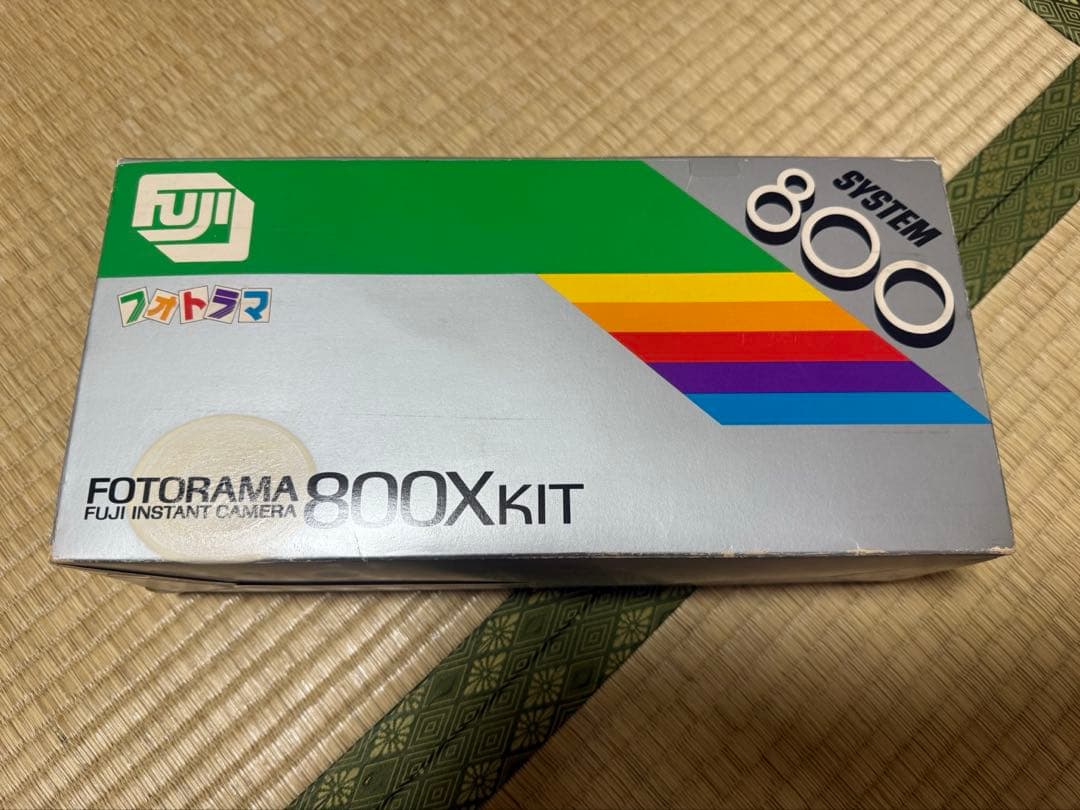 FUJI
フォトラマ
SYSTEM
800
FOTORAMA
FUJI INSTANT CAMERA
800X KIT